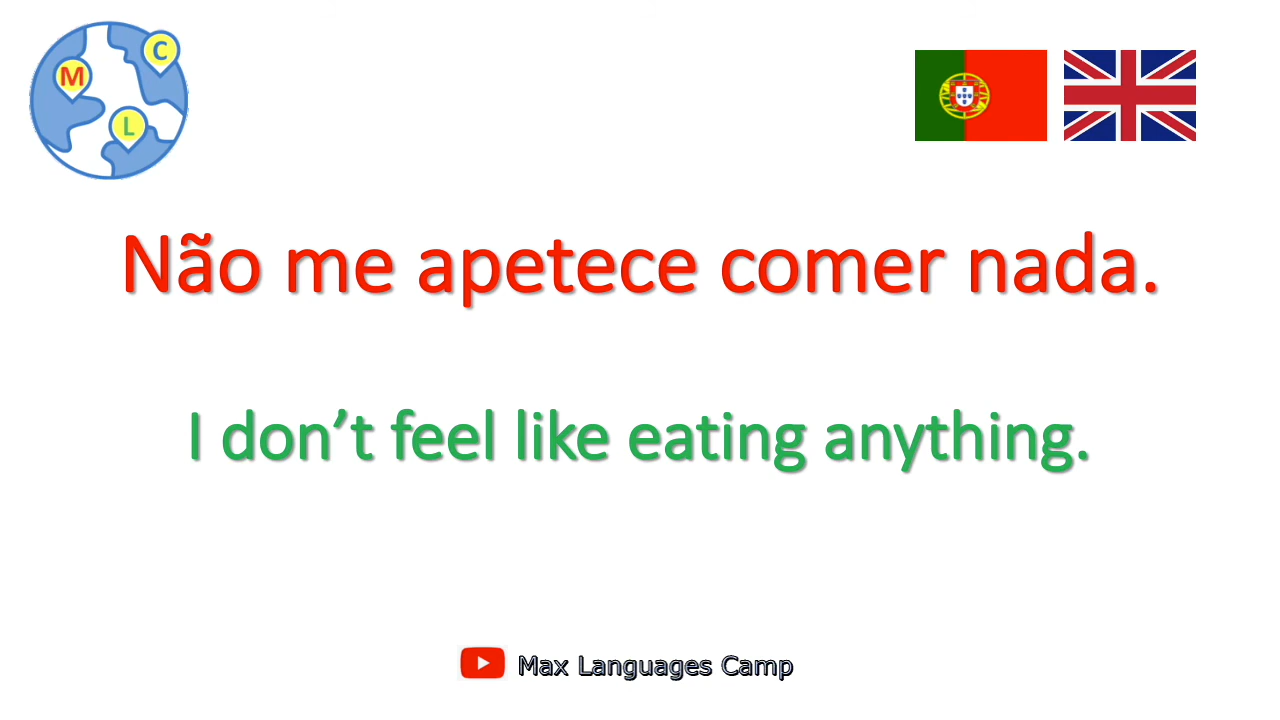 M
C
L
Não me apetece comer nada.
I don’t feel like eating anything.
Max Languages Camp